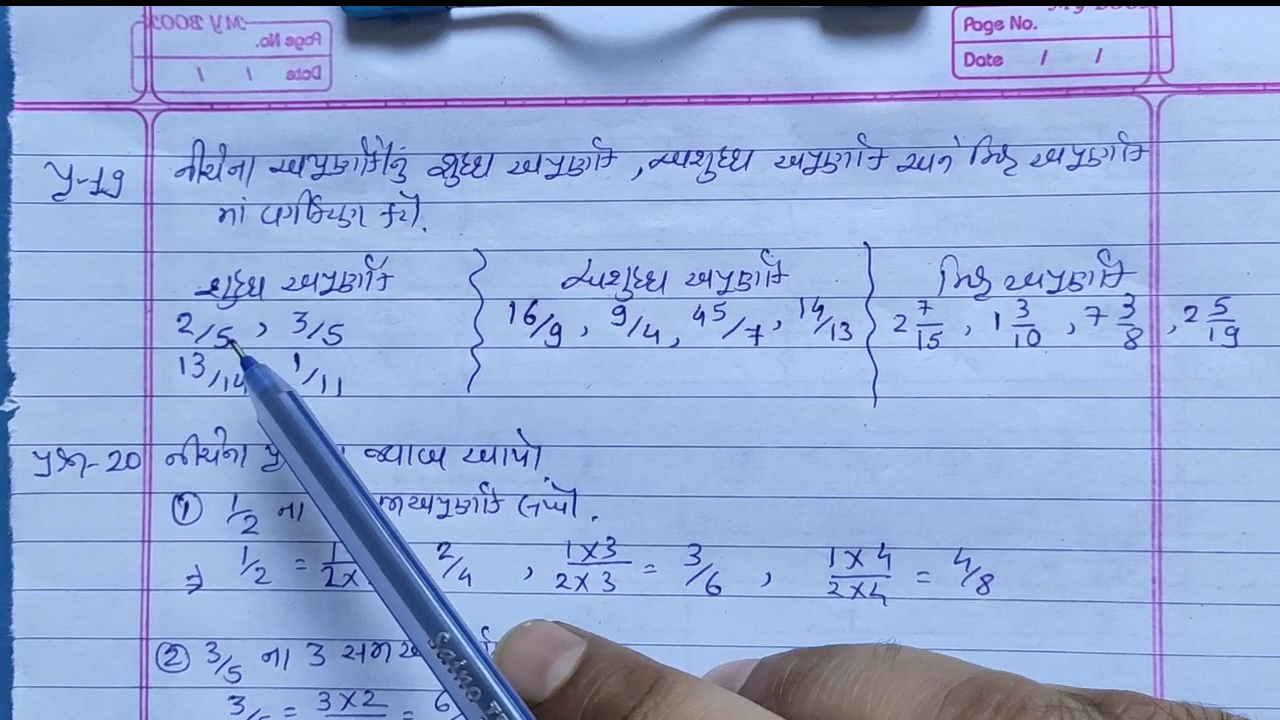 My BOOK
Page No.
Date / /
પ્ર-19 નીચેના અપૂર્ણાંકોનું શુદ્ધ અપૂર્ણાંક, અશુદ્ધ અપૂર્ણાંક અને મિશ્ર અપૂર્ણાંક
માં વર્ગીકરણ કરો.
શુદ્ધ અપૂર્ણાંક અશુદ્ધ અપૂર્ણાંક મિશ્ર અપૂર્ણાંક
2/5, 3/5 16/9, 9/4, 45/7, 14/13 2 7/15, 1 3/10, 7 3/8, 2 5/19
13/14 1/11
પ્રશ્ન-20 નીચેના જવાબ આપો.
① 1/2 ના સમઅપૂર્ણાંક લખો.
⇒ 1/2 = 2/4, 1×3/2×3 = 3/6, 1×4/2×4 = 4/8
② 3/5 ના 3
3×2 = 6